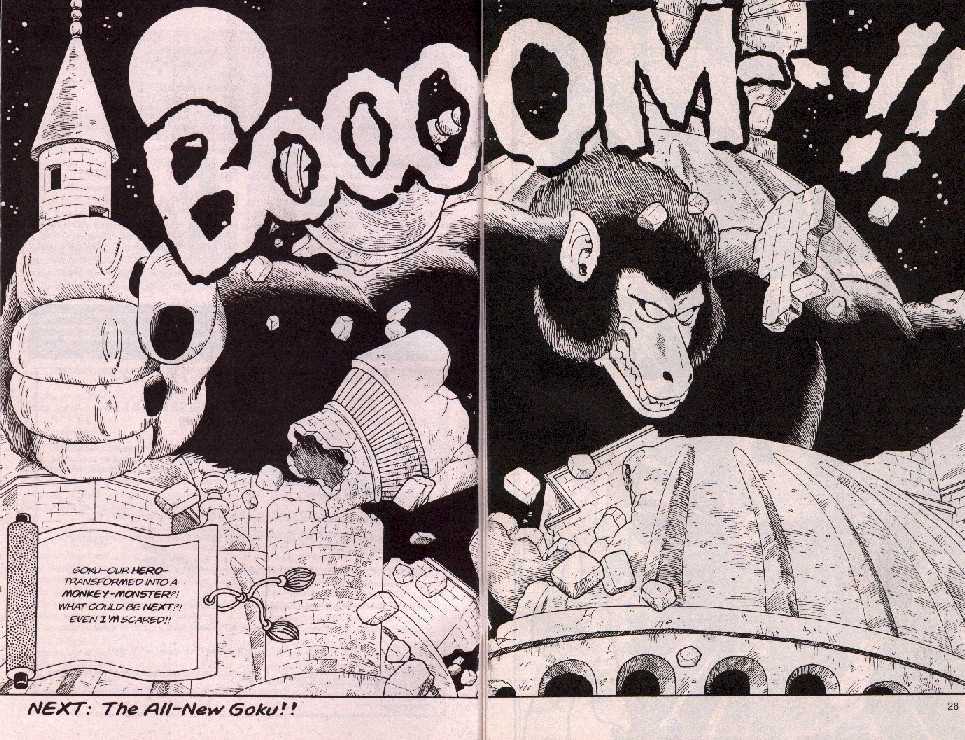 BOOOOOM--!!
GOKU-OUR HERO-
TRANSFORMED INTO A
MONKEY-MONSTER?!
WHAT COULD BE NEXT?!
EVEN I'M SCARED!!
NEXT: The All-New Goku!!
28